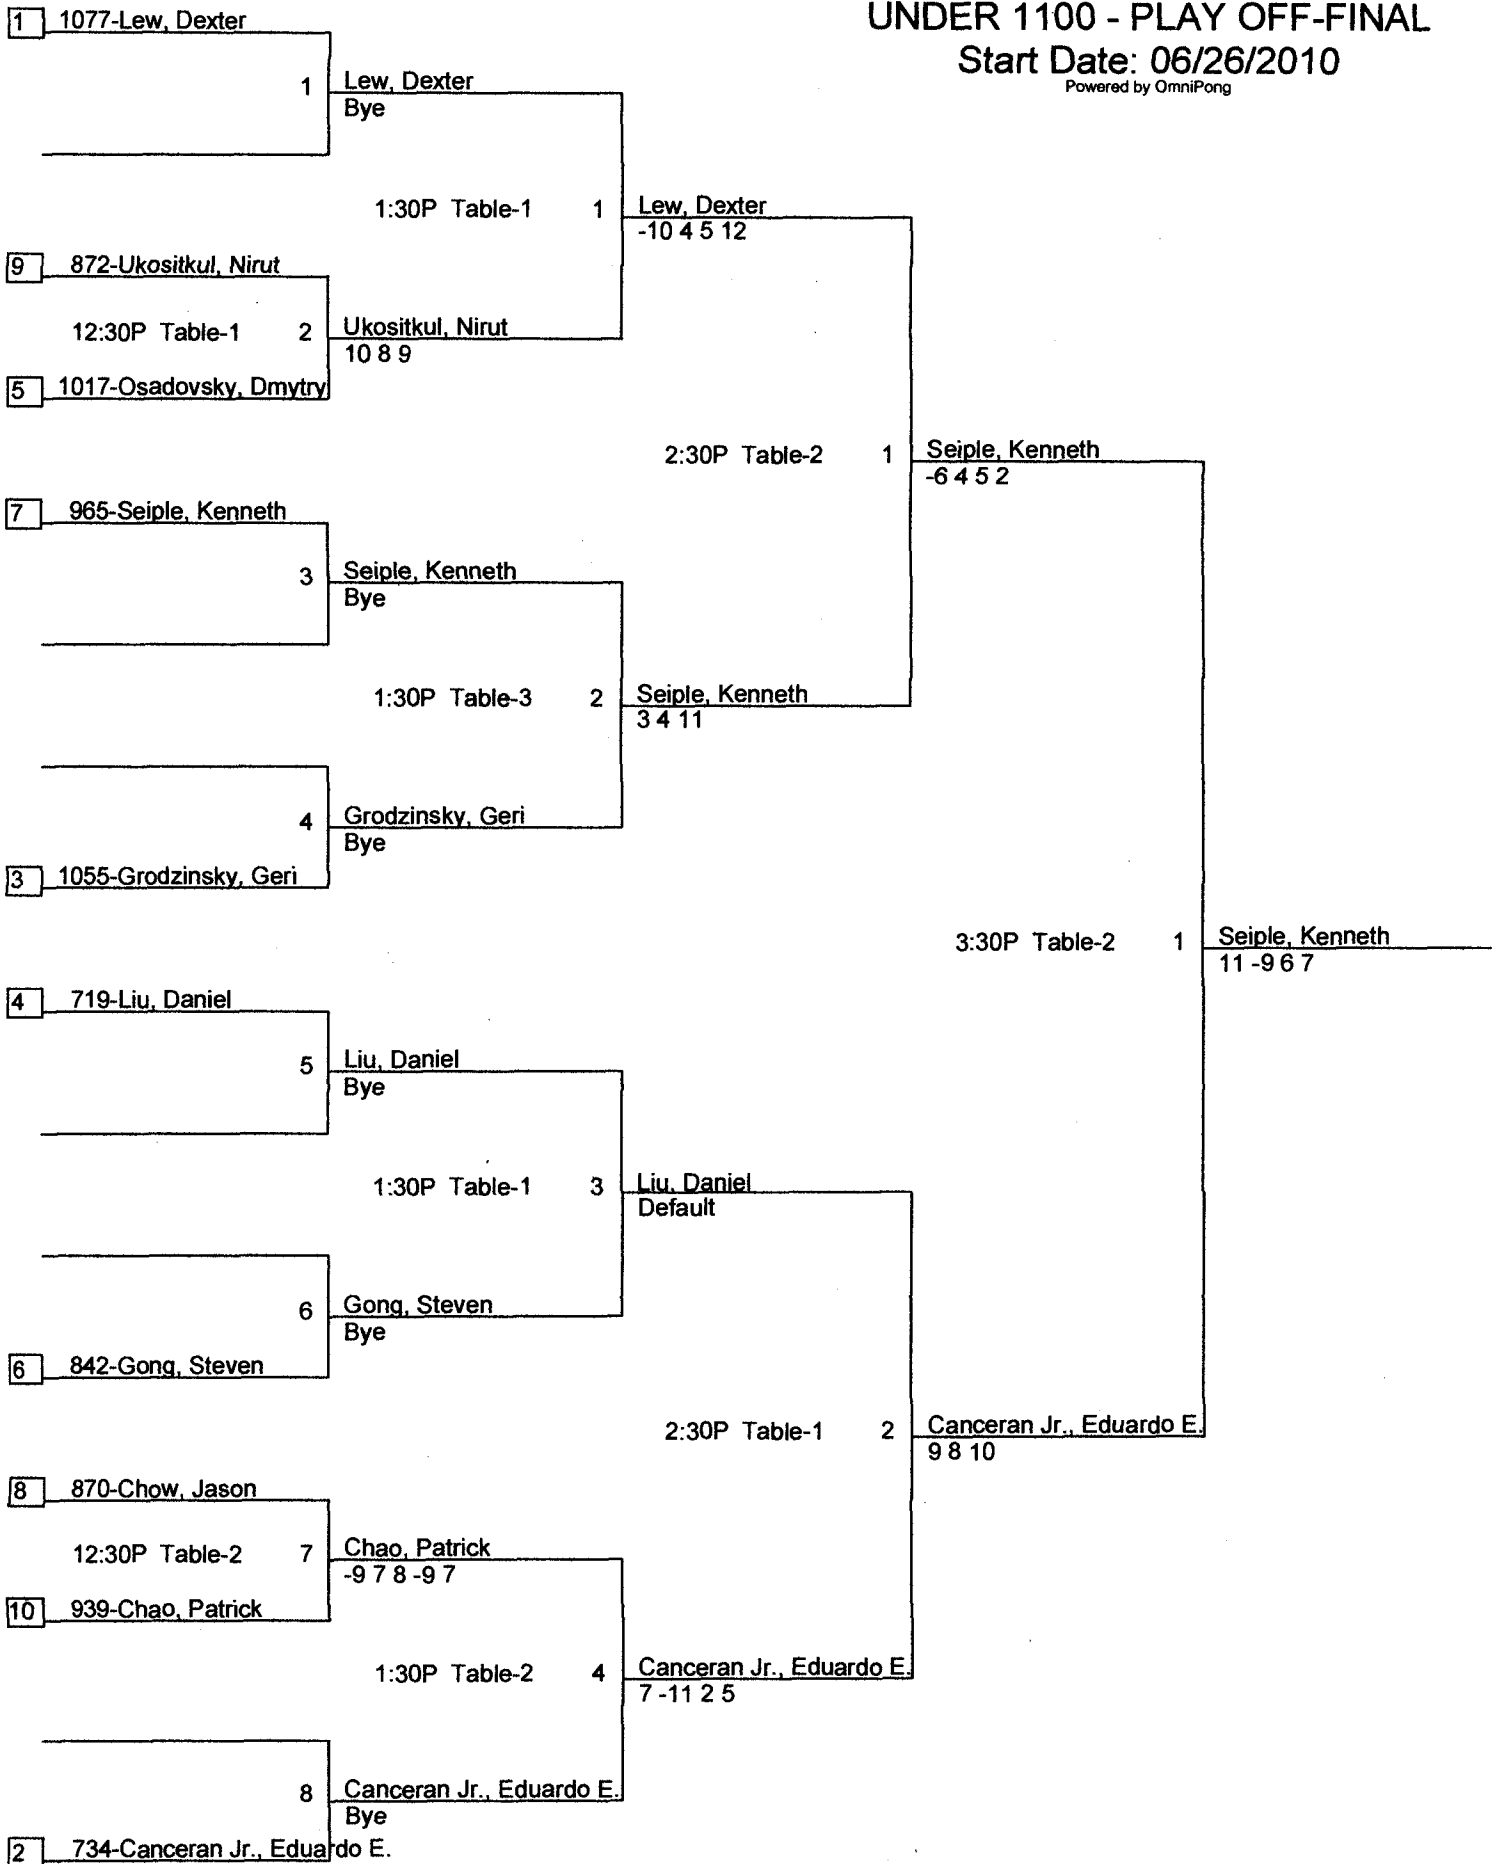 UNDER 1100 - PLAY OFF-FINAL
Start Date: 06/26/2010
Powered by OmniPong
1 1077-Lew, Dexter
1 Lew, Dexter
Bye
1:30P Table-1 1 Lew, Dexter
-10 4 5 12
9 872-Ukositkul, Nirut
12:30P Table-1 2 Ukositkul, Nirut
10 8 9
5 1017-Osadovsky, Dmytry
2:30P Table-2 1 Seiple, Kenneth
-6 4 5 2
7 965-Seiple, Kenneth
3 Seiple, Kenneth
Bye
1:30P Table-3 2 Seiple, Kenneth
3 4 11
4 Grodzinsky, Geri
Bye
3 1055-Grodzinsky, Geri
3:30P Table-2 1 Seiple, Kenneth
11 -9 6 7
4 719-Liu, Daniel
5 Liu, Daniel
Bye
1:30P Table-1 3 Liu, Daniel
Default
6 Gong, Steven
Bye
6 842-Gong, Steven
2:30P Table-1 2 Canceran Jr., Eduardo E.
9 8 10
8 870-Chow, Jason
12:30P Table-2 7 Chao, Patrick
-9 7 8 -9 7
10 939-Chao, Patrick
1:30P Table-2 4 Canceran Jr., Eduardo E.
7 -11 2 5
8 Canceran Jr., Eduardo E.
Bye
2 734-Canceran Jr., Eduardo E.